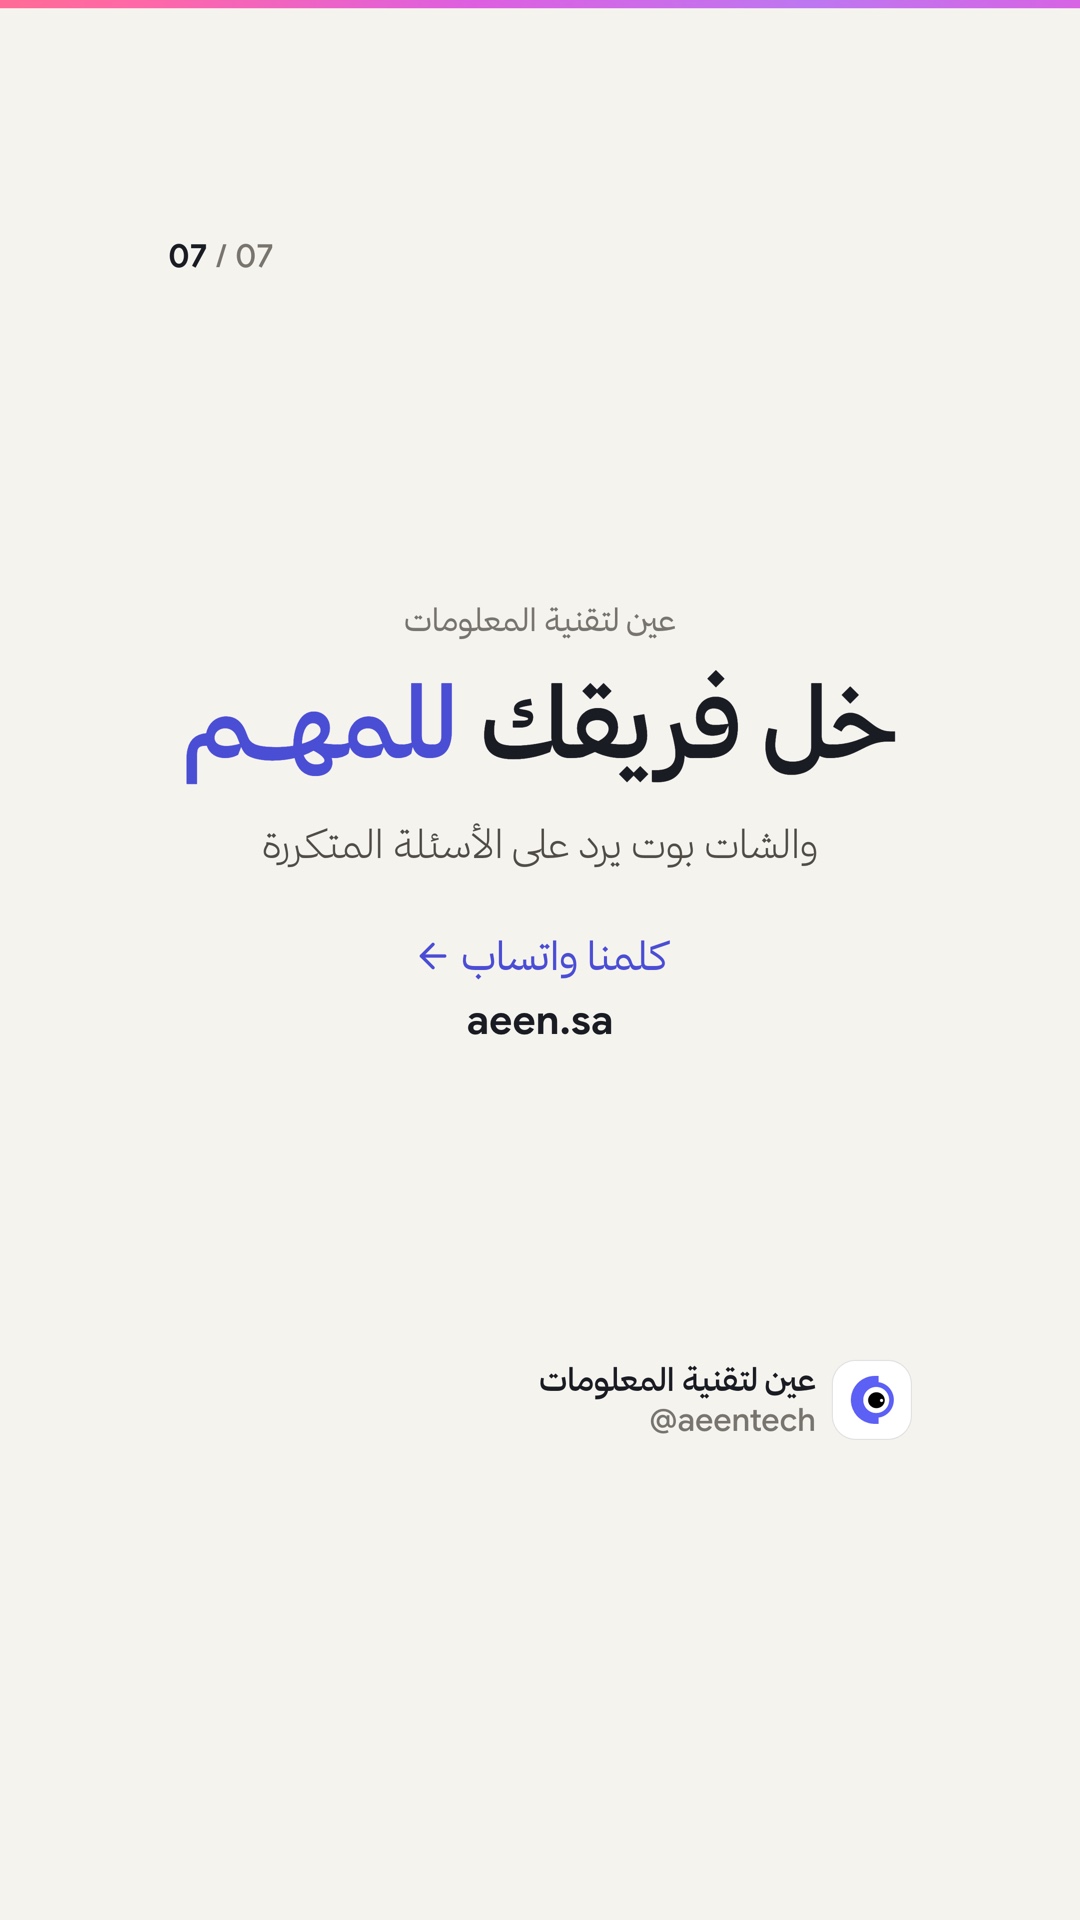 07 / 07
عين لتقنية المعلومات
خل فريقك للمهم
والشات بوت يرد على الأسئلة المتكررة
كلمنا واتساب ←
aeen.sa
عين لتقنية المعلومات
@aeentech